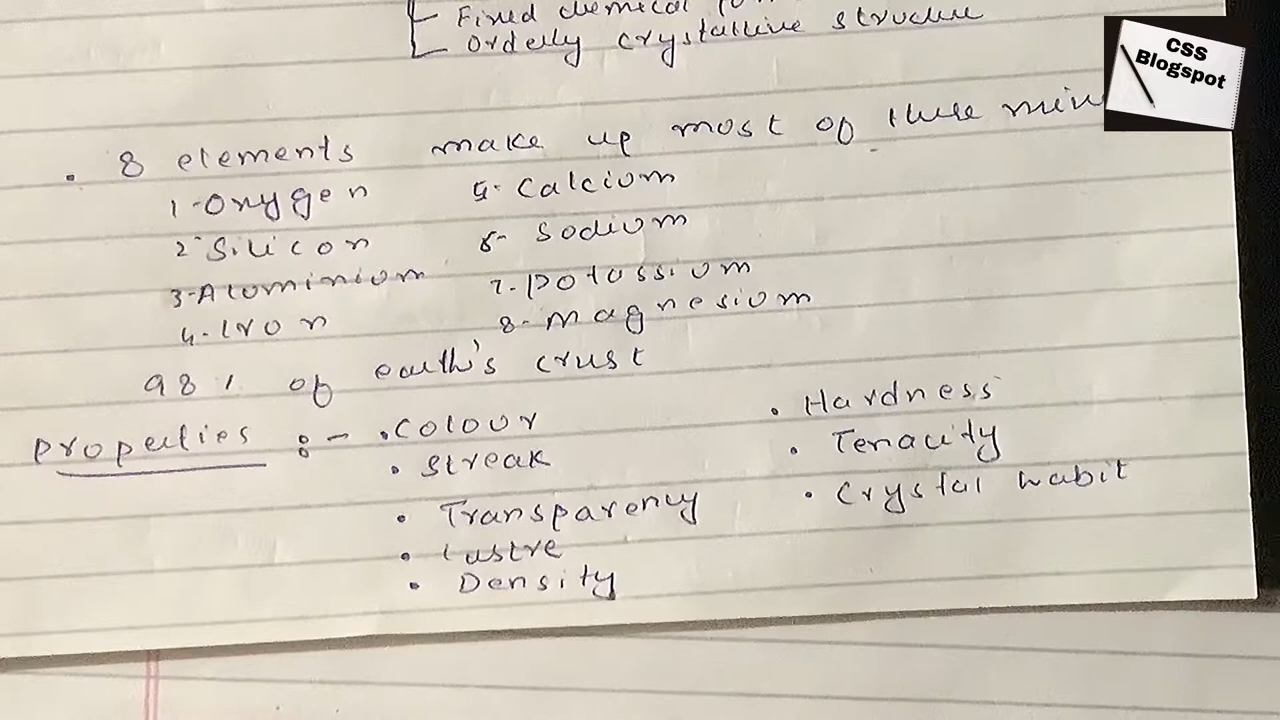 Fixed chemical
Orderly crystalline structure
CSS
Blogspot
. 8 elements make up most of these
1-Oxygen 5-Calcium
2-Silicon 6-Sodium
3-Aluminium 7-Potassium
4-Iron 8-Magnesium
98% of earth's crust
Properties :- .Colour • Hardness
• Streak • Tenacity
• Transparency • Crystal habit
• Lustre
• Density